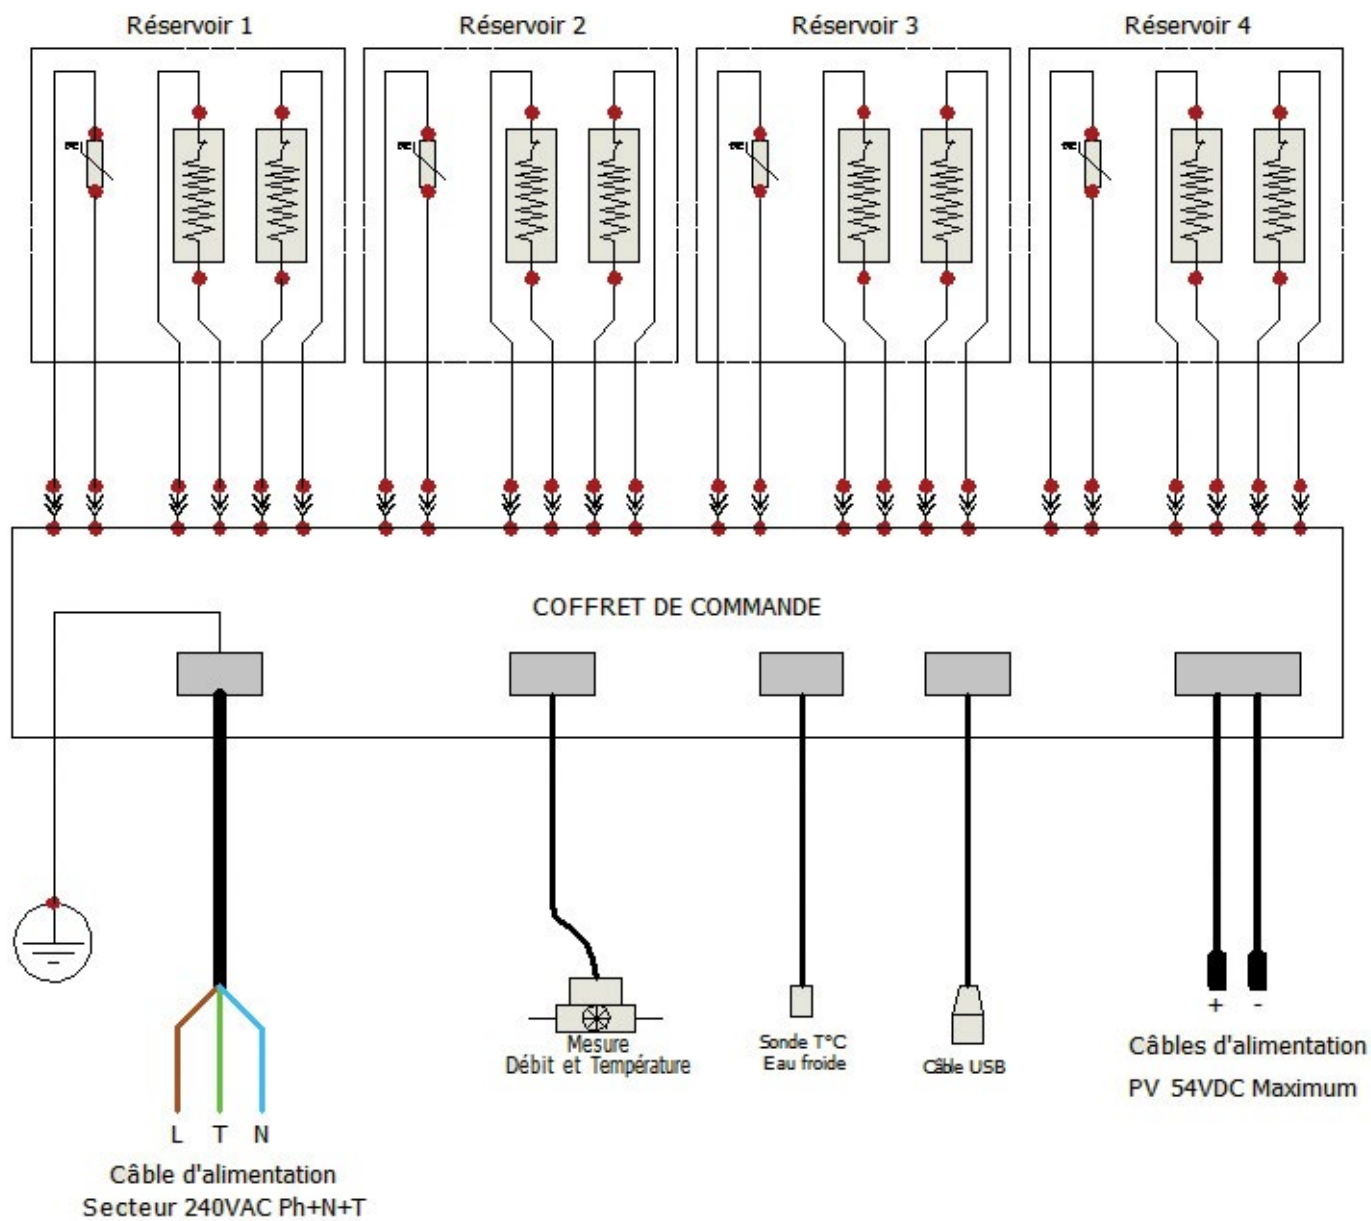 Réservoir 1
Réservoir 2
Réservoir 3
Réservoir 4
COFFRET DE COMMANDE
L T N
Câble d'alimentation
Secteur 240VAC Ph+N+T
Mesure
Débit et Température
Sonde T°C
Eau froide
Câble USB
+ -
Câbles d'alimentation
PV 54VDC Maximum